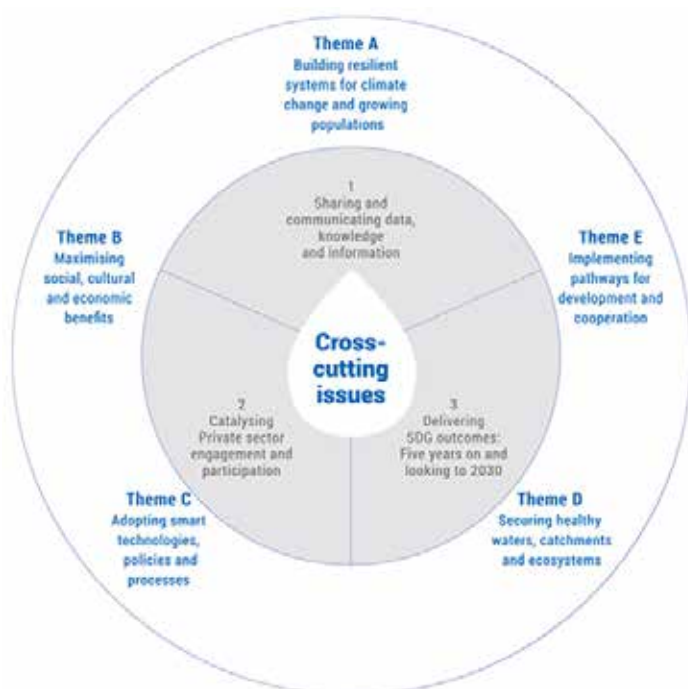 Theme A
Building resilient
systems for climate
change and growing
populations
1
Sharing and
communicating data,
knowledge
and information
Theme B
Maximising
social, cultural
and economic
benefits
Theme E
Implementing
pathways for
development and
cooperation
Cross-
cutting
issues
2
Catalysing
Private sector
engagement and
participation
3
Delivering
SDG outcomes:
Five years on and
looking to 2030
Theme C
Adopting smart
technologies,
policies and
processes
Theme D
Securing healthy
waters, catchments
and ecosystems